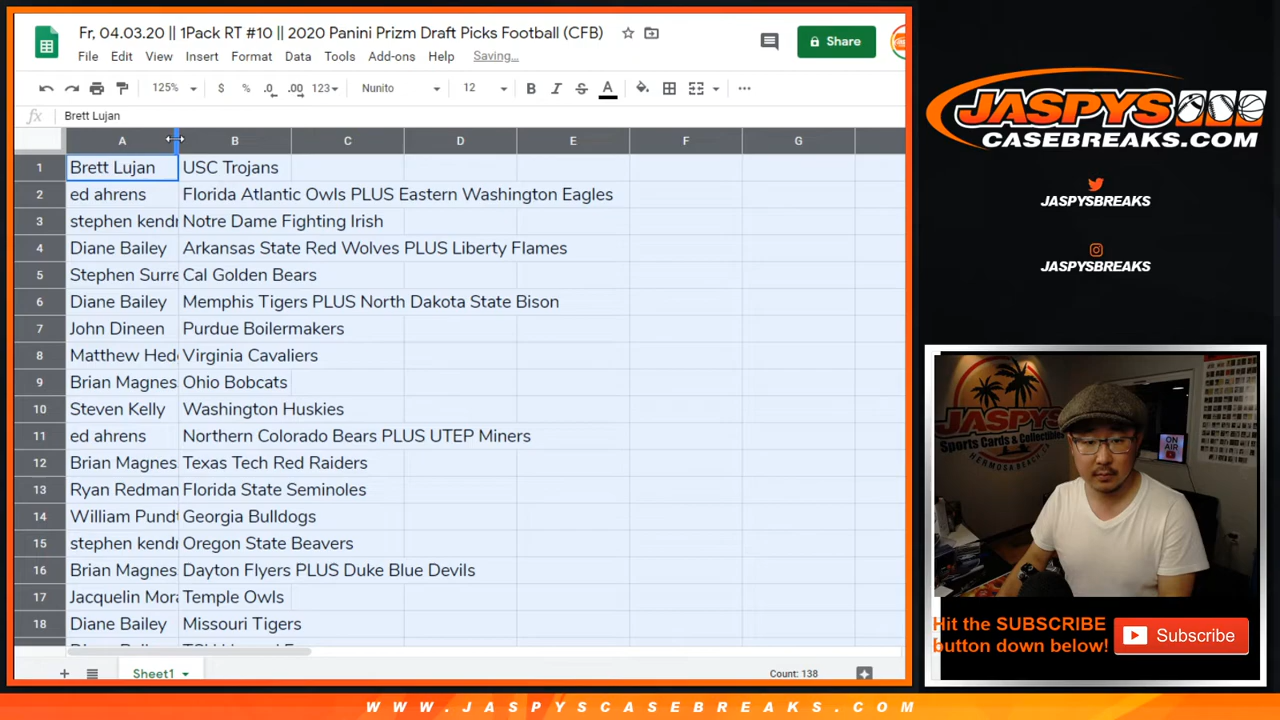 Fr, 04.03.20 || 1Pack RT #10 || 2020 Panini Prizm Draft Picks Football (CFB)
File Edit View Insert Format Data Tools Add-ons Help Saving...
Share
125% $ % .0 .00 123 Nunito 12 B I S A
fx Brett Lujan
A B C D E F G
1 Brett Lujan USC Trojans
2 ed ahrens Florida Atlantic Owls PLUS Eastern Washington Eagles
3 stephen kendr Notre Dame Fighting Irish
4 Diane Bailey Arkansas State Red Wolves PLUS Liberty Flames
5 Stephen Surre Cal Golden Bears
6 Diane Bailey Memphis Tigers PLUS North Dakota State Bison
7 John Dineen Purdue Boilermakers
8 Matthew Hed Virginia Cavaliers
9 Brian Magnes Ohio Bobcats
10 Steven Kelly Washington Huskies
11 ed ahrens Northern Colorado Bears PLUS UTEP Miners
12 Brian Magnes Texas Tech Red Raiders
13 Ryan Redman Florida State Seminoles
14 William Pundt Georgia Bulldogs
15 stephen kendr Oregon State Beavers
16 Brian Magnes Dayton Flyers PLUS Duke Blue Devils
17 Jacquelin Mora Temple Owls
18 Diane Bailey Missouri Tigers
Sheet1
Count: 138
JASPYS
CASEBREAKS.COM
JASPYSBREAKS
JASPYSBREAKS
JASPY'S
Sports Cards & Collectibles
HERMOSA BEACH
ON AIR
Hit the SUBSCRIBE
button down below!
Subscribe
WWW.JASPYSCASEBREAKS.COM